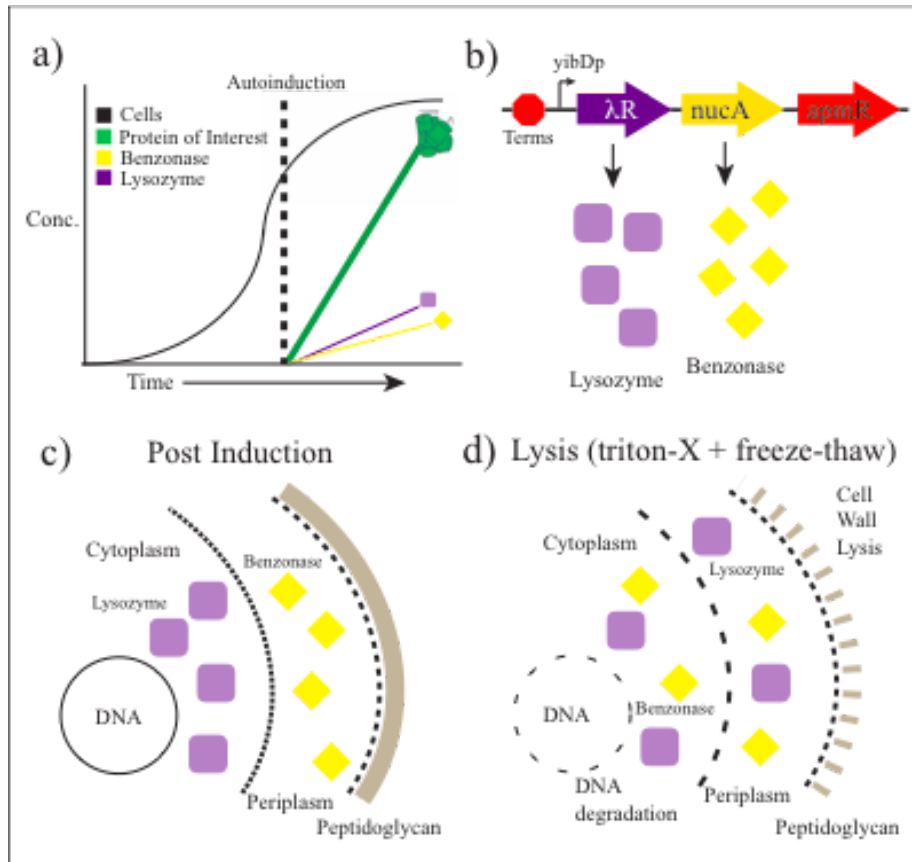 a)
Autoinduction
Cells
Protein of Interest
Benzonase
Lysozyme
Conc.
Time
b)
yibDp
λR
nucA
apmR
Terms
Lysozyme
Benzonase
c)
Post Induction
Cytoplasm
Benzonase
Lysozyme
DNA
Periplasm
Peptidoglycan
d)
Lysis (triton-X + freeze-thaw)
Cell
Wall
Lysis
Cytoplasm
Lysozyme
DNA
Benzonase
DNA
degradation
Periplasm
Peptidoglycan